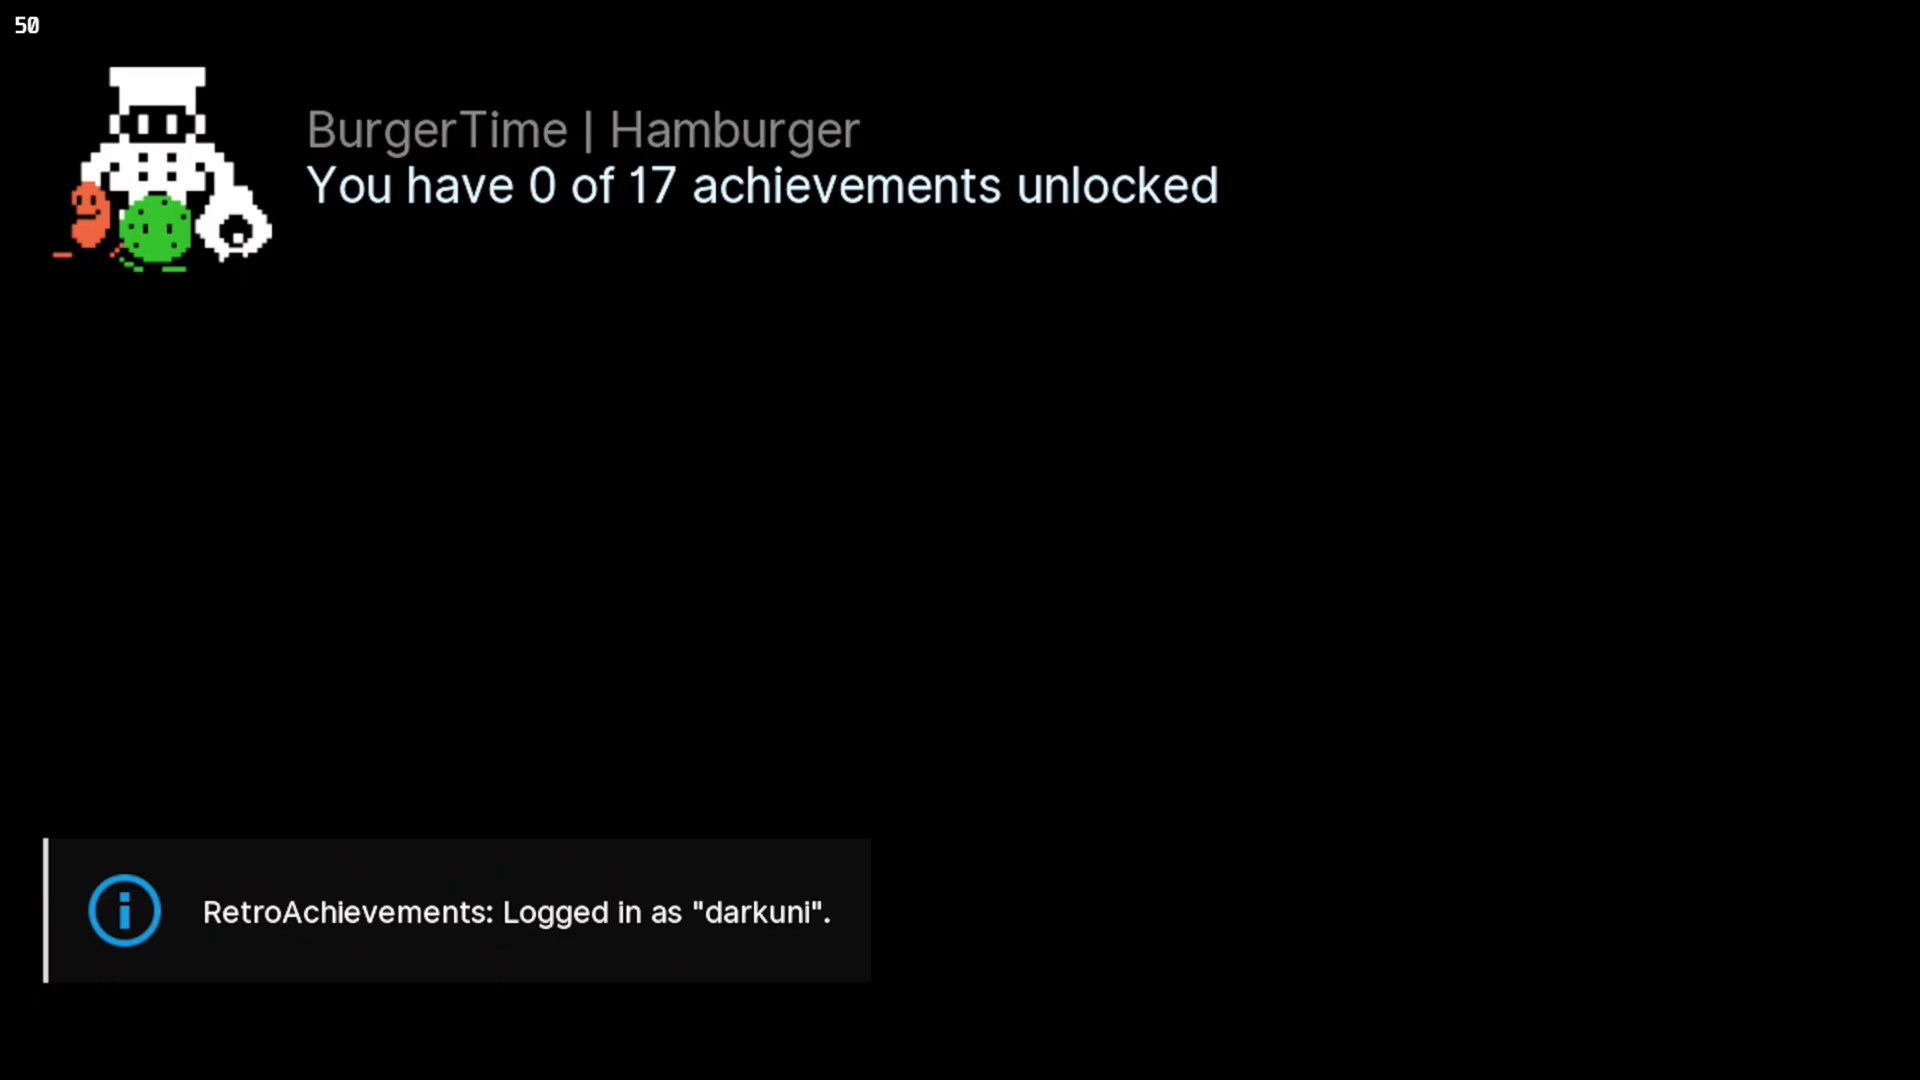 50
BurgerTime | Hamburger
You have 0 of 17 achievements unlocked
RetroAchievements: Logged in as "darkuni".